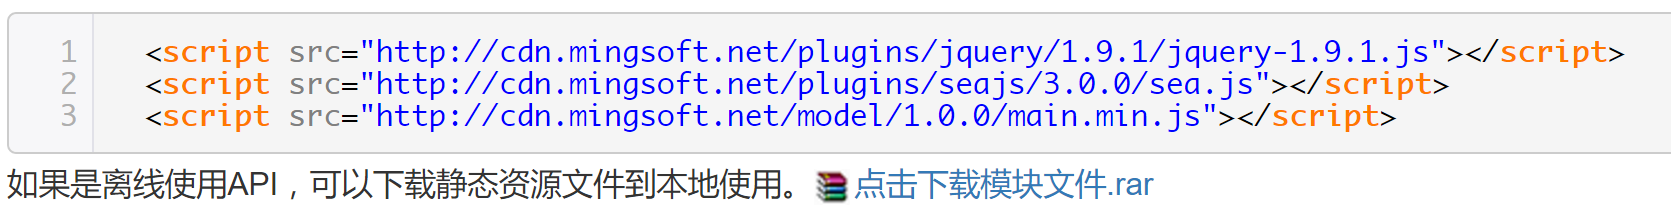 1 <script src="http://cdn.mingsoft.net/plugins/jquery/1.9.1/jquery-1.9.1.js"></script>
2 <script src="http://cdn.mingsoft.net/plugins/seajs/3.0.0/sea.js"></script>
3 <script src="http://cdn.mingsoft.net/model/1.0.0/main.min.js"></script>
如果是离线使用API，可以下载静态资源文件到本地使用。 点击下载模块文件.rar